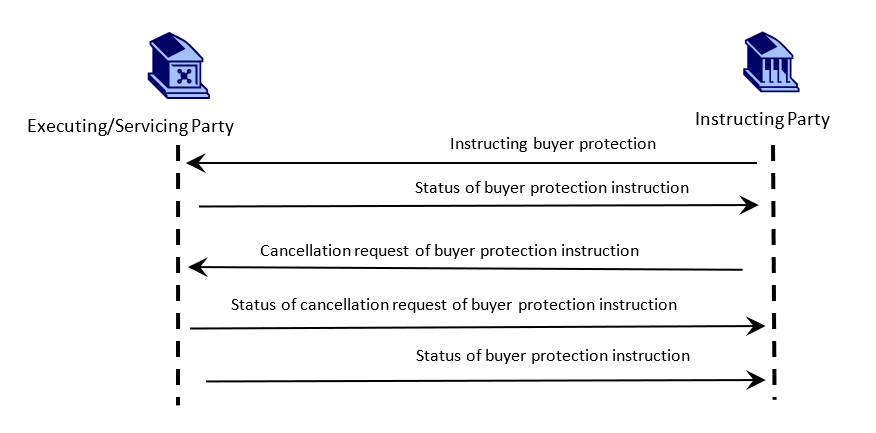 Executing/Servicing Party
Instructing Party
Instructing buyer protection
Status of buyer protection instruction
Cancellation request of buyer protection instruction
Status of cancellation request of buyer protection instruction
Status of buyer protection instruction